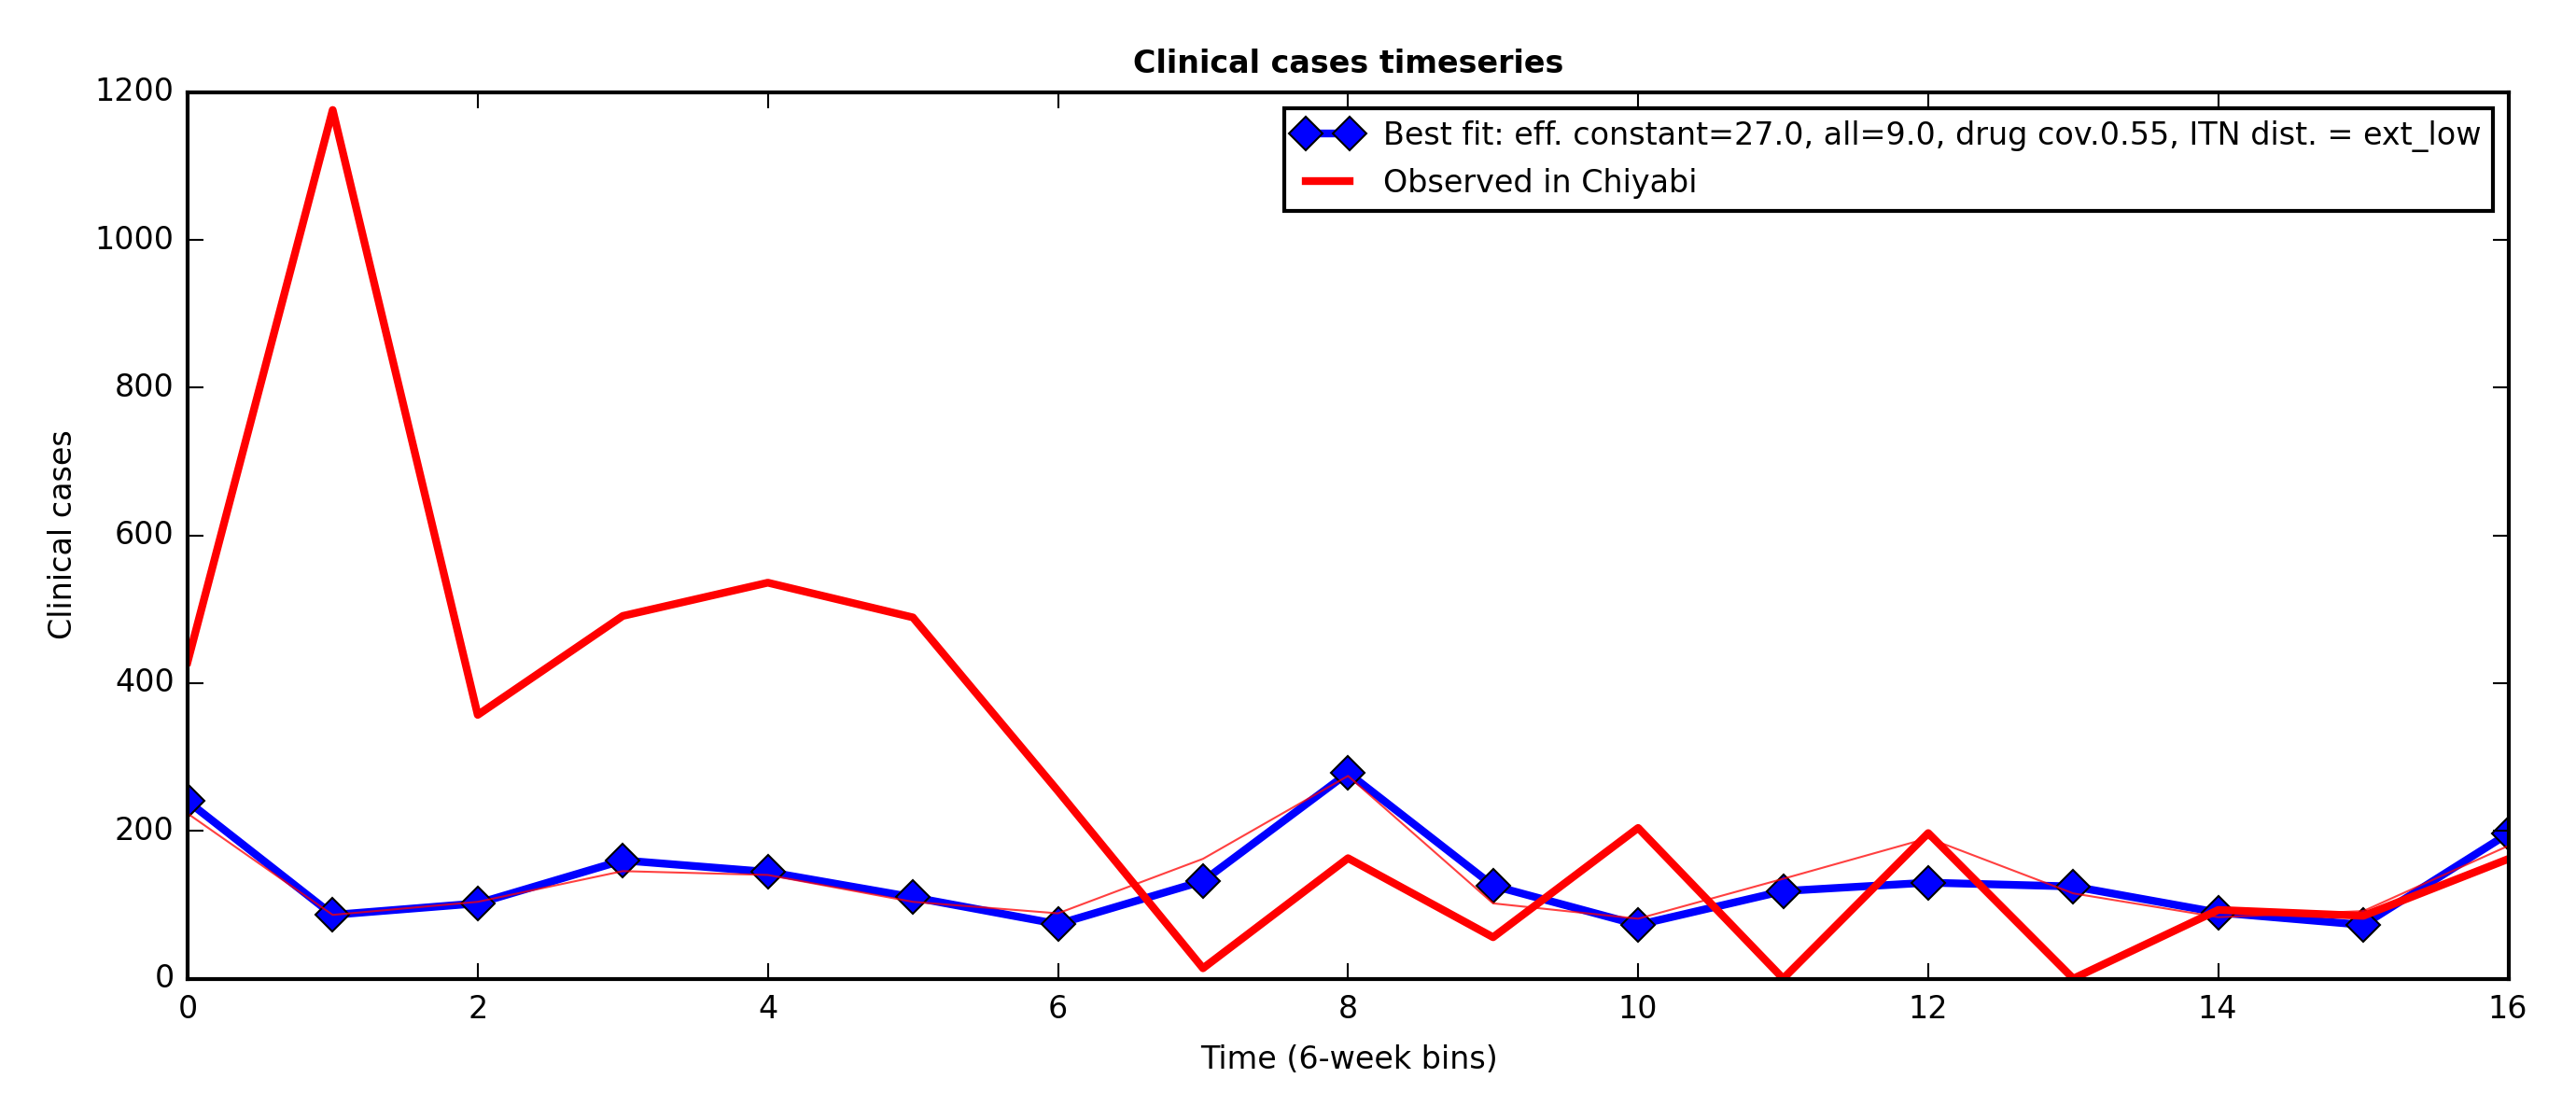 Clinical cases timeseries
1200
1000
800
600
400
200
0
Clinical cases
Best fit: eff. constant=27.0, all=9.0, drug cov.0.55, ITN dist. = ext_low
Observed in Chiyabi
0 2 4 6 8 10 12 14 16
Time (6-week bins)